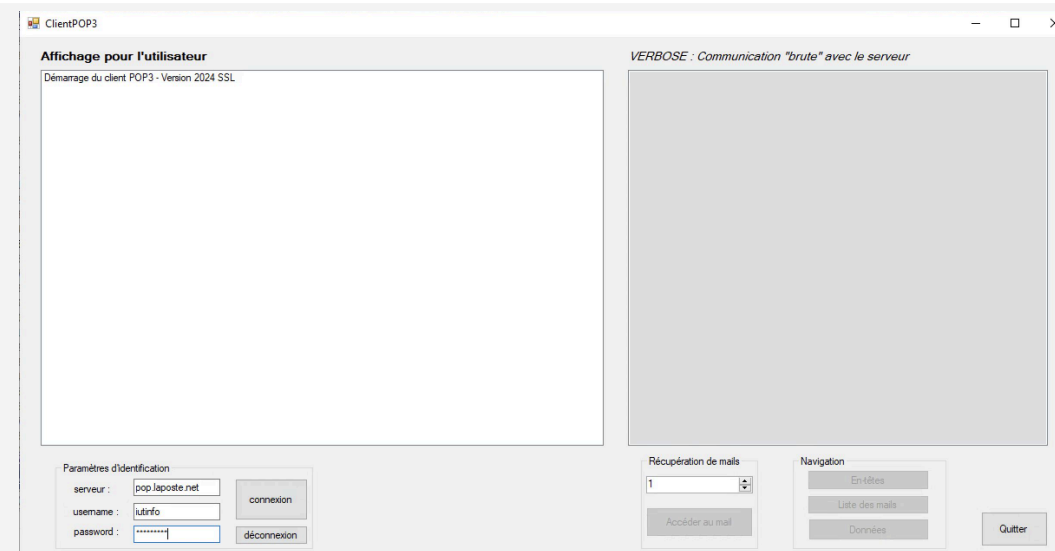 ClientPOP3
Affichage pour l'utilisateur
VERBOSE : Communication "brute" avec le serveur
Démarrage du client POP3 - Version 2024 SSL
Paramètres d'identification
serveur : pop.laposte.net
connexion
username : iutinfo
password : *********
déconnexion
Récupération de mails
1
Accéder au mail
Navigation
En-têtes
Liste des mails
Données
Quitter